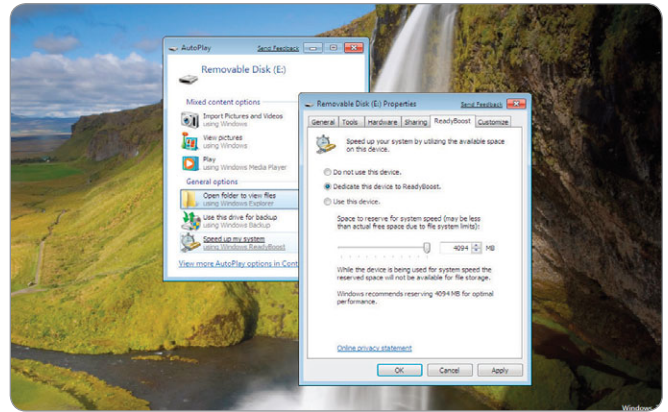 AutoPlay
Send Feedback
Removable Disk (E:)
Mixed content options
Import Pictures and Videos
using Windows
View pictures
using Windows
Play
using Windows Media Player
General options
Open folder to view files
using Windows Explorer
Use this drive for backup
using Windows Backup
Speed up my system
using Windows ReadyBoost
View more AutoPlay options in Cont
Removable Disk (E:) Properties
Send Feedback
General Tools Hardware Sharing ReadyBoost Customize
Speed up your system by utilizing the available space
on this device.
Do not use this device.
Dedicate this device to ReadyBoost.
Use this device.
Space to reserve for system speed (may be less
than actual free space due to file system limits):
4094 MB
While the device is being used for system speed the
reserved space will not be available for file storage.
Windows recommends reserving 4094 MB for optimal
performance.
Online privacy statement
OK Cancel Apply
Windows